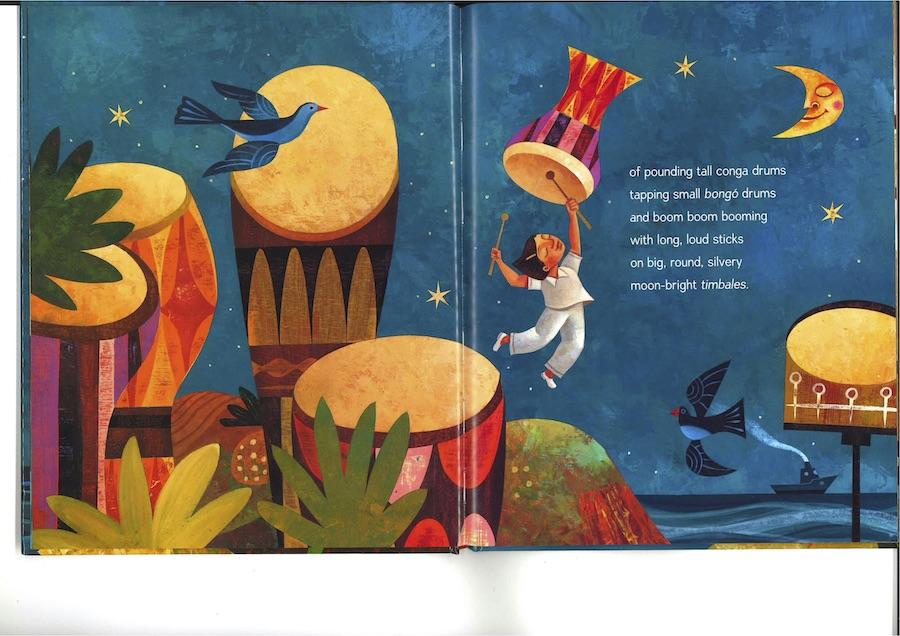 of pounding tall conga drums
tapping small bongó drums
and boom boom booming
with long, loud sticks
on big, round, silvery
moon-bright timbales.